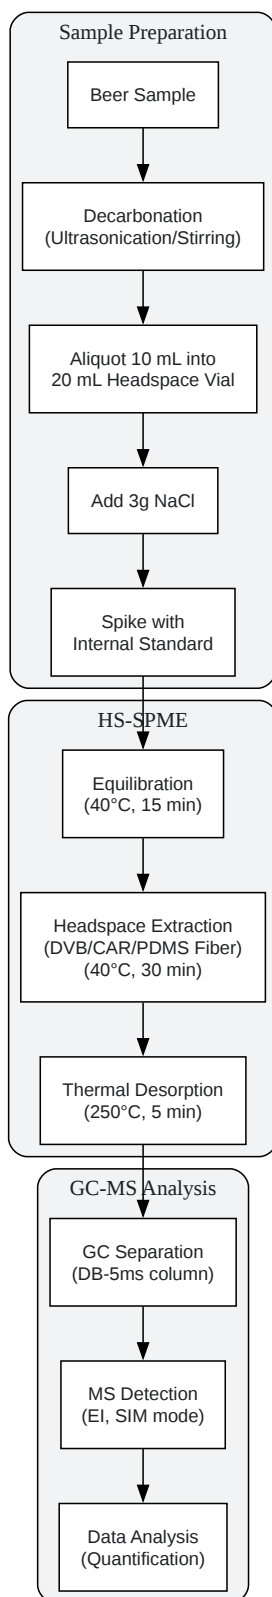 Sample Preparation
Beer Sample
Decarbonation
(Ultrasonication/Stirring)
Aliquot 10 mL into
20 mL Headspace Vial
Add 3g NaCl
Spike with
Internal Standard
HS-SPME
Equilibration
(40°C, 15 min)
Headspace Extraction
(DVB/CAR/PDMS Fiber)
(40°C, 30 min)
Thermal Desorption
(250°C, 5 min)
GC-MS Analysis
GC Separation
(DB-5ms column)
MS Detection
(EI, SIM mode)
Data Analysis
(Quantification)